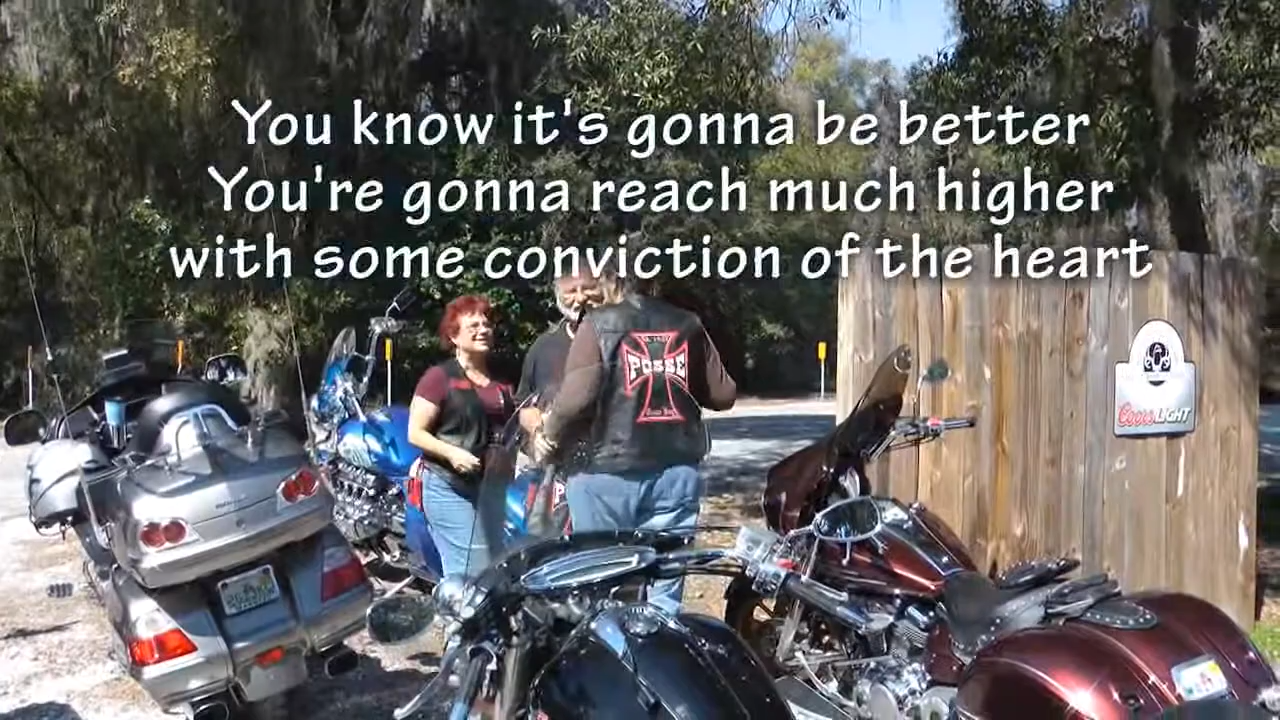 You know it's gonna be better
You're gonna reach much higher
with some conviction of the heart
POSSE
Coors LIGHT